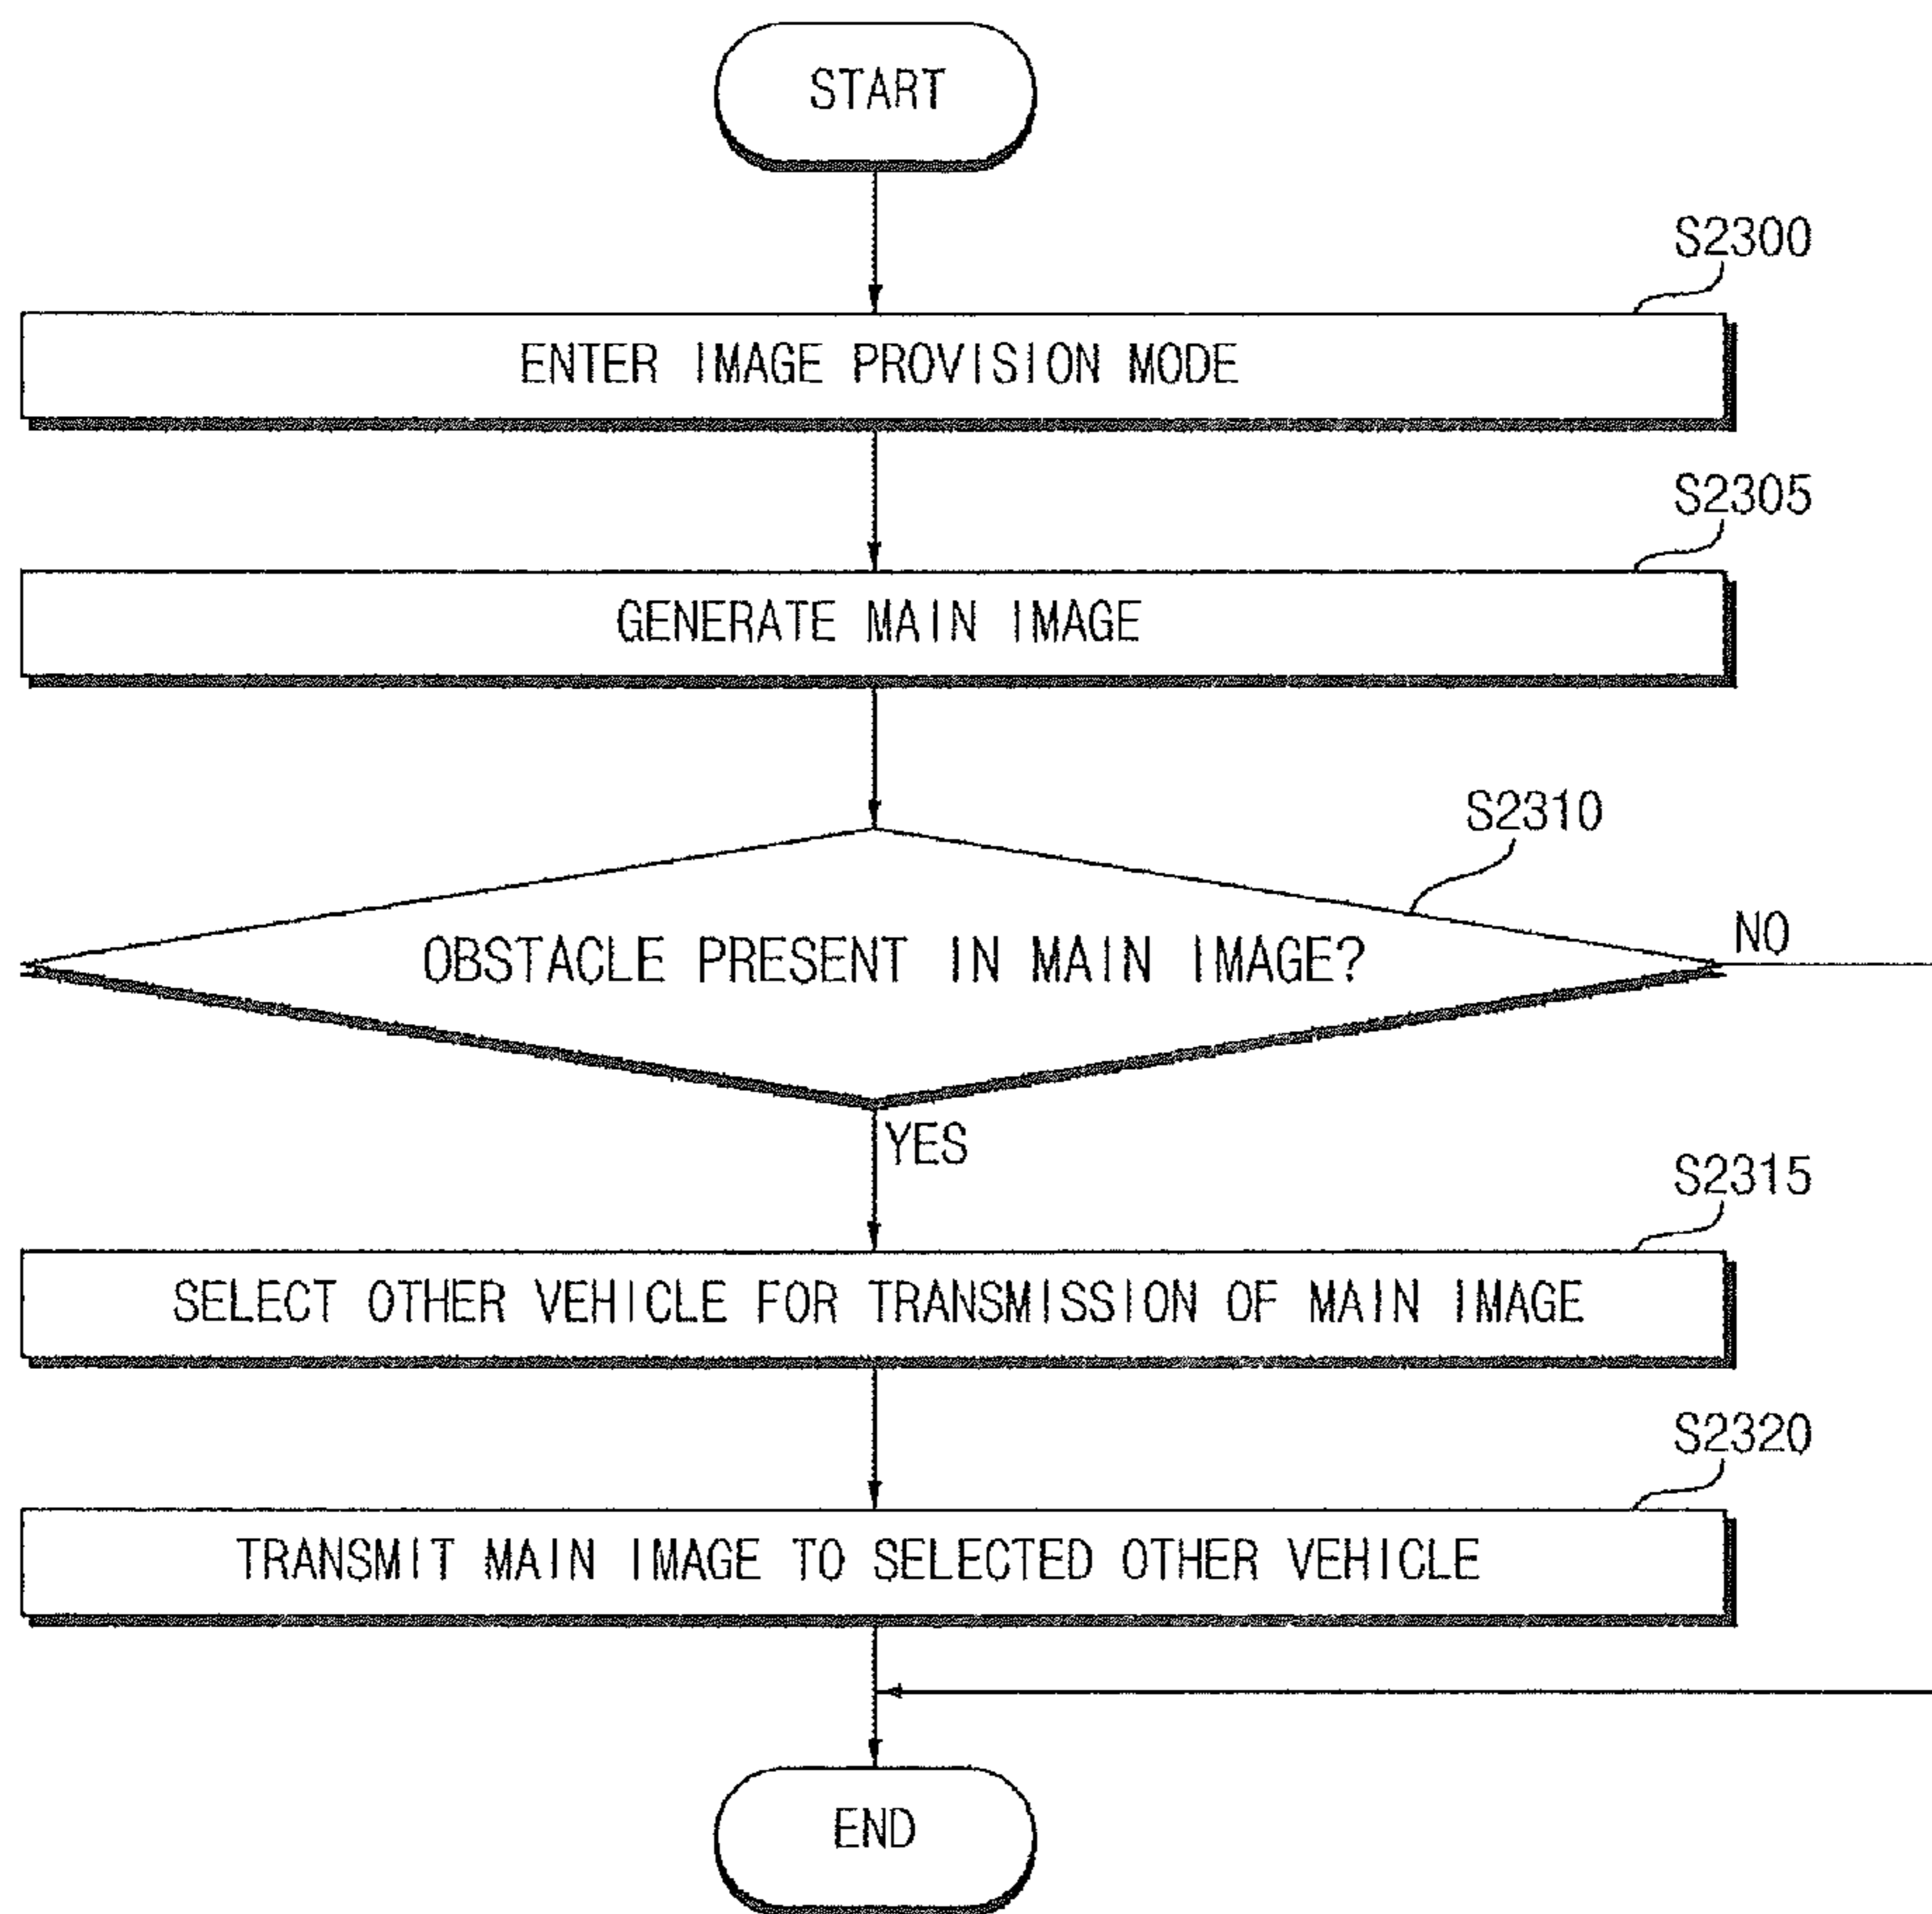 START
S2300
ENTER IMAGE PROVISION MODE
S2305
GENERATE MAIN IMAGE
S2310
OBSTACLE PRESENT IN MAIN IMAGE?
NO
YES
S2315
SELECT OTHER VEHICLE FOR TRANSMISSION OF MAIN IMAGE
S2320
TRANSMIT MAIN IMAGE TO SELECTED OTHER VEHICLE
END